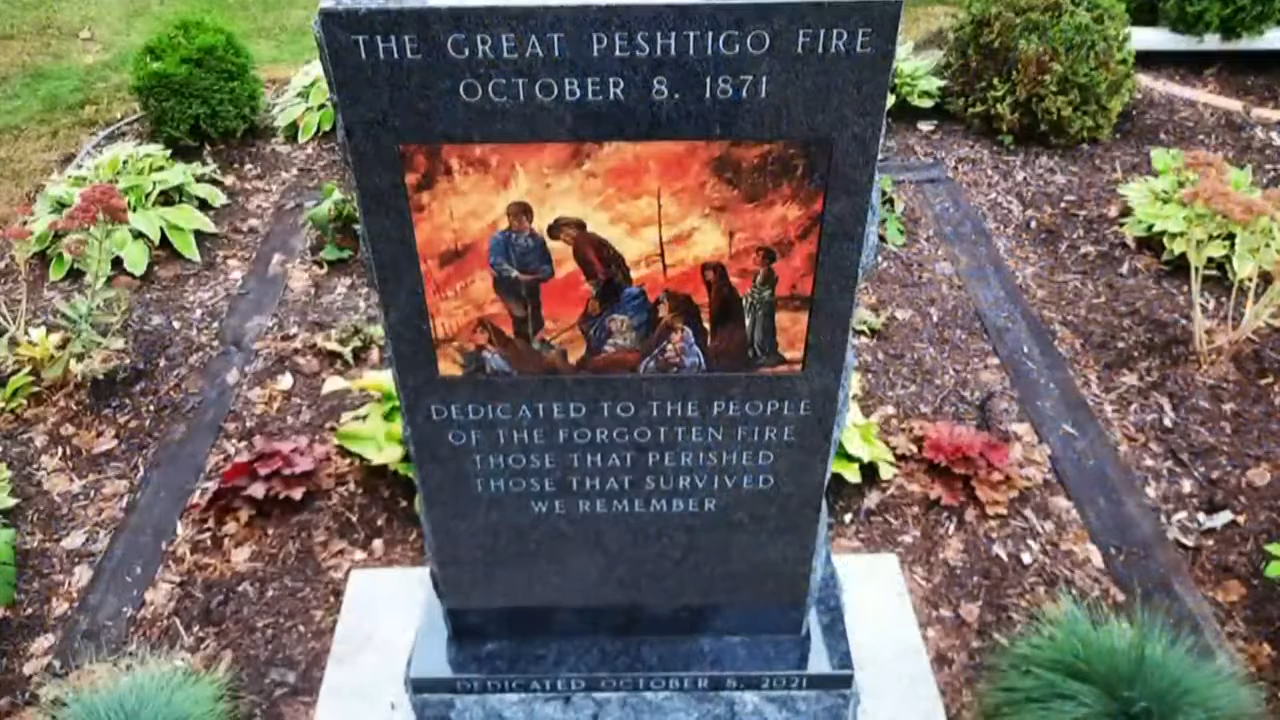 THE GREAT PESHTIGO FIRE
OCTOBER 8. 1871
DEDICATED TO THE PEOPLE
OF THE FORGOTTEN FIRE
THOSE THAT PERISHED
THOSE THAT SURVIVED
WE REMEMBER
DEDICATED OCTOBER 8, 2021